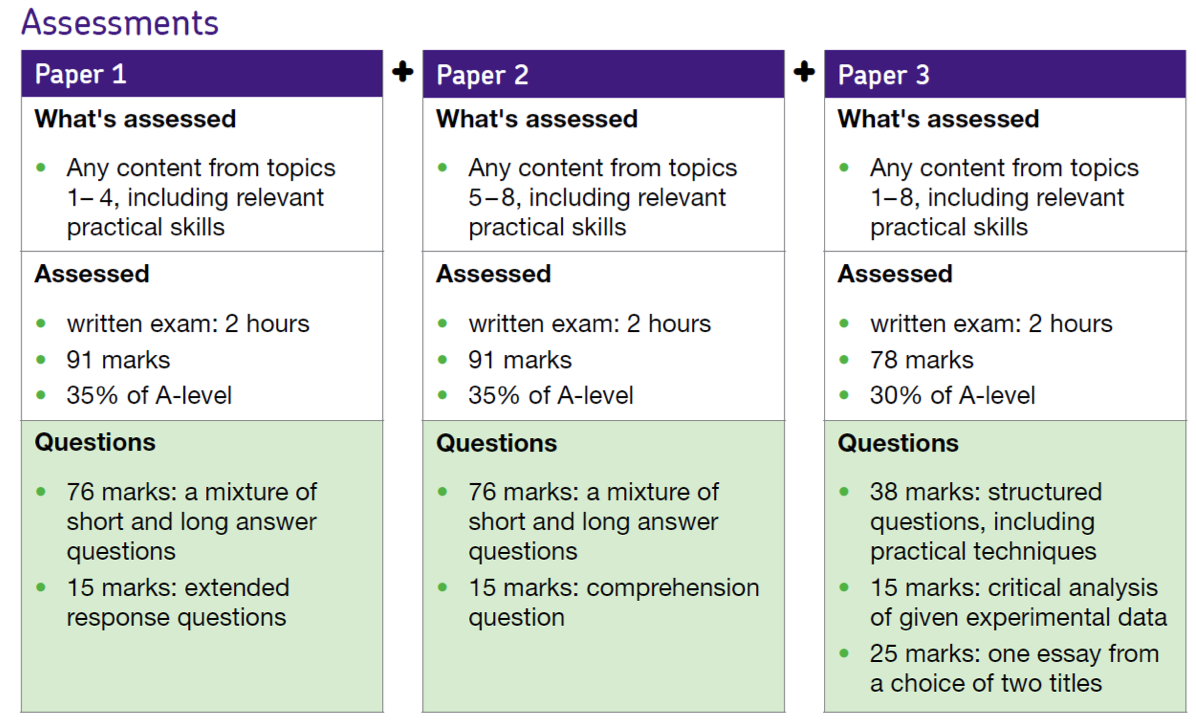 Assessments
Paper 1
What's assessed
• Any content from topics
1– 4, including relevant
practical skills
Assessed
• written exam: 2 hours
• 91 marks
• 35% of A-level
Questions
• 76 marks: a mixture of
short and long answer
questions
• 15 marks: extended
response questions
+
Paper 2
What's assessed
• Any content from topics
5–8, including relevant
practical skills
Assessed
• written exam: 2 hours
• 91 marks
• 35% of A-level
Questions
• 76 marks: a mixture of
short and long answer
questions
• 15 marks: comprehension
question
+
Paper 3
What's assessed
• Any content from topics
1–8, including relevant
practical skills
Assessed
• written exam: 2 hours
• 78 marks
• 30% of A-level
Questions
• 38 marks: structured
questions, including
practical techniques
• 15 marks: critical analysis
of given experimental data
• 25 marks: one essay from
a choice of two titles